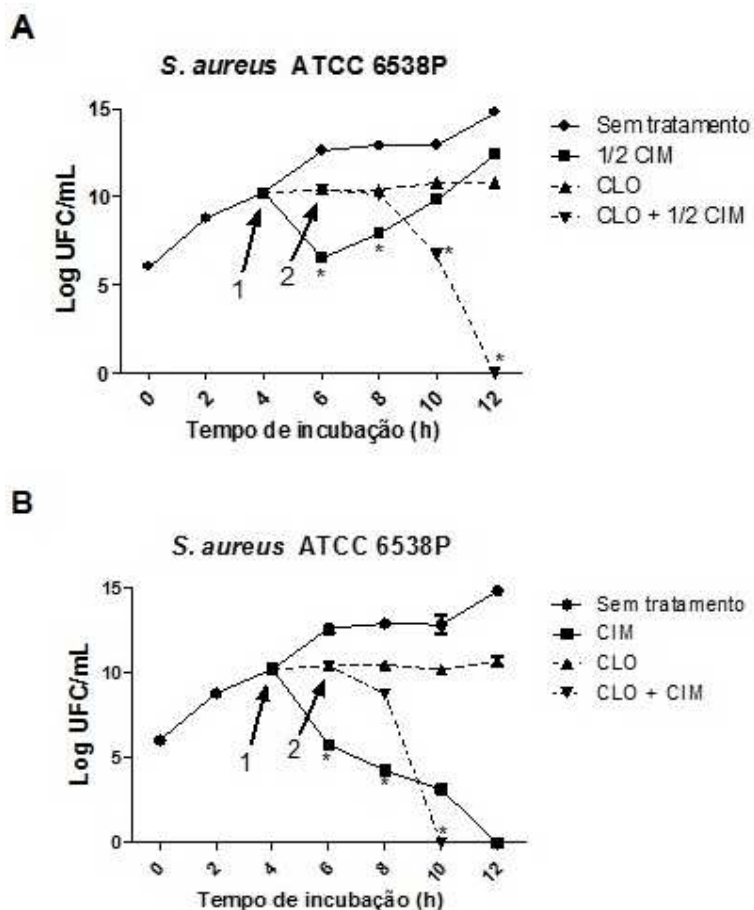 A
S. aureus ATCC 6538P
15
10
5
0
Log UFC/mL
1
2
*
*
*
*
0 2 4 6 8 10 12
Tempo de incubação (h)
Sem tratamento
1/2 CIM
CLO
CLO + 1/2 CIM
B
S. aureus ATCC 6538P
15
10
5
0
Log UFC/mL
1
2
*
*
*
0 2 4 6 8 10 12
Tempo de incubação (h)
Sem tratamento
CIM
CLO
CLO + CIM